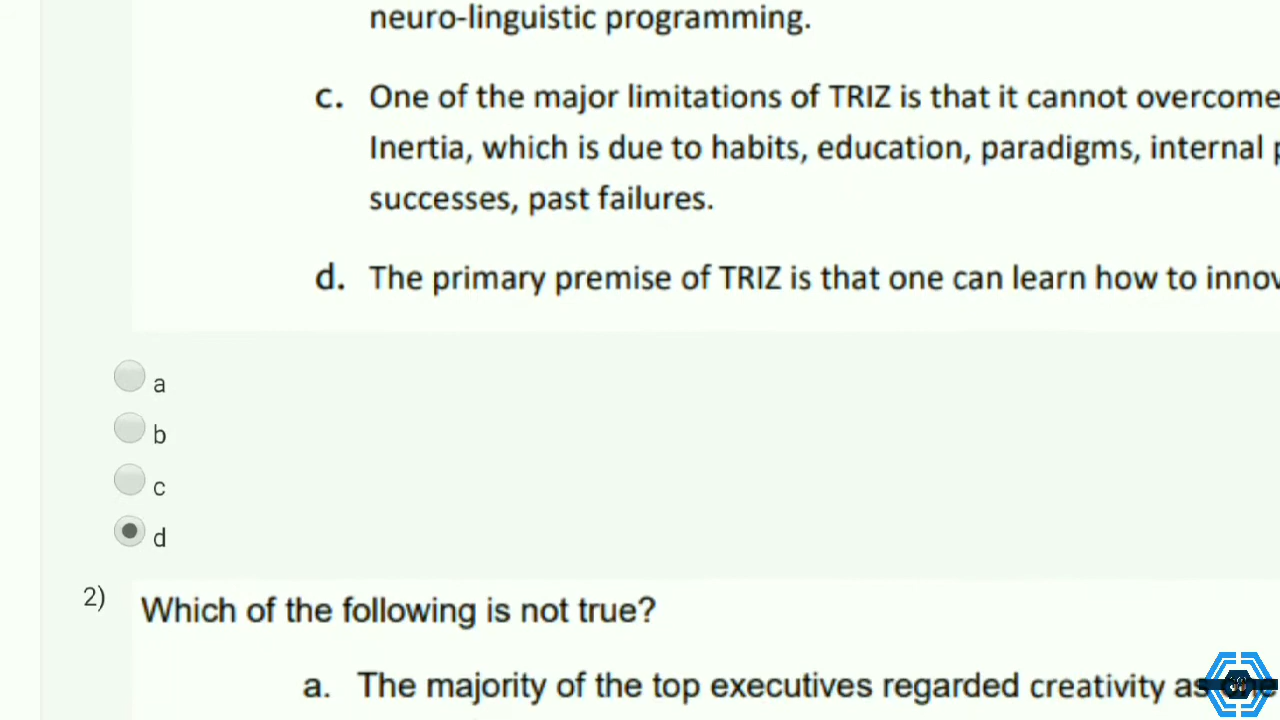 neuro-linguistic programming.
c. One of the major limitations of TRIZ is that it cannot overcome
Inertia, which is due to habits, education, paradigms, internal
successes, past failures.
d. The primary premise of TRIZ is that one can learn how to innov
a
b
c
d
2) Which of the following is not true?
a. The majority of the top executives regarded creativity as